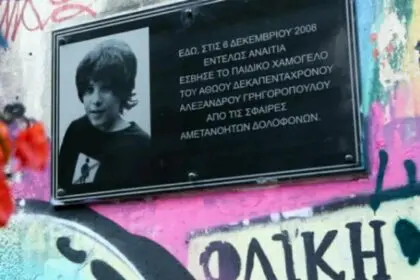 ΕΔΩ, ΣΤΙΣ 6 ΔΕΚΕΜΒΡΙΟΥ 2008
ΕΝΤΕΛΩΣ ΑΝΑΙΤΙΑ
ΕΣΒΗΣΕ ΤΟ ΠΑΙΔΙΚΟ ΧΑΜΟΓΕΛΟ
ΤΟΥ ΑΘΩΟΥ ΔΕΚΑΠΕΝΤΑΧΡΟΝΟΥ
ΑΛΕΞΑΝΔΡΟΥ ΓΡΗΓΟΡΟΠΟΥΛΟΥ
ΑΠΟ ΤΙΣ ΣΦΑΙΡΕΣ
ΑΜΕΤΑΝΟΗΤΩΝ ΔΟΛΟΦΟΝΩΝ.